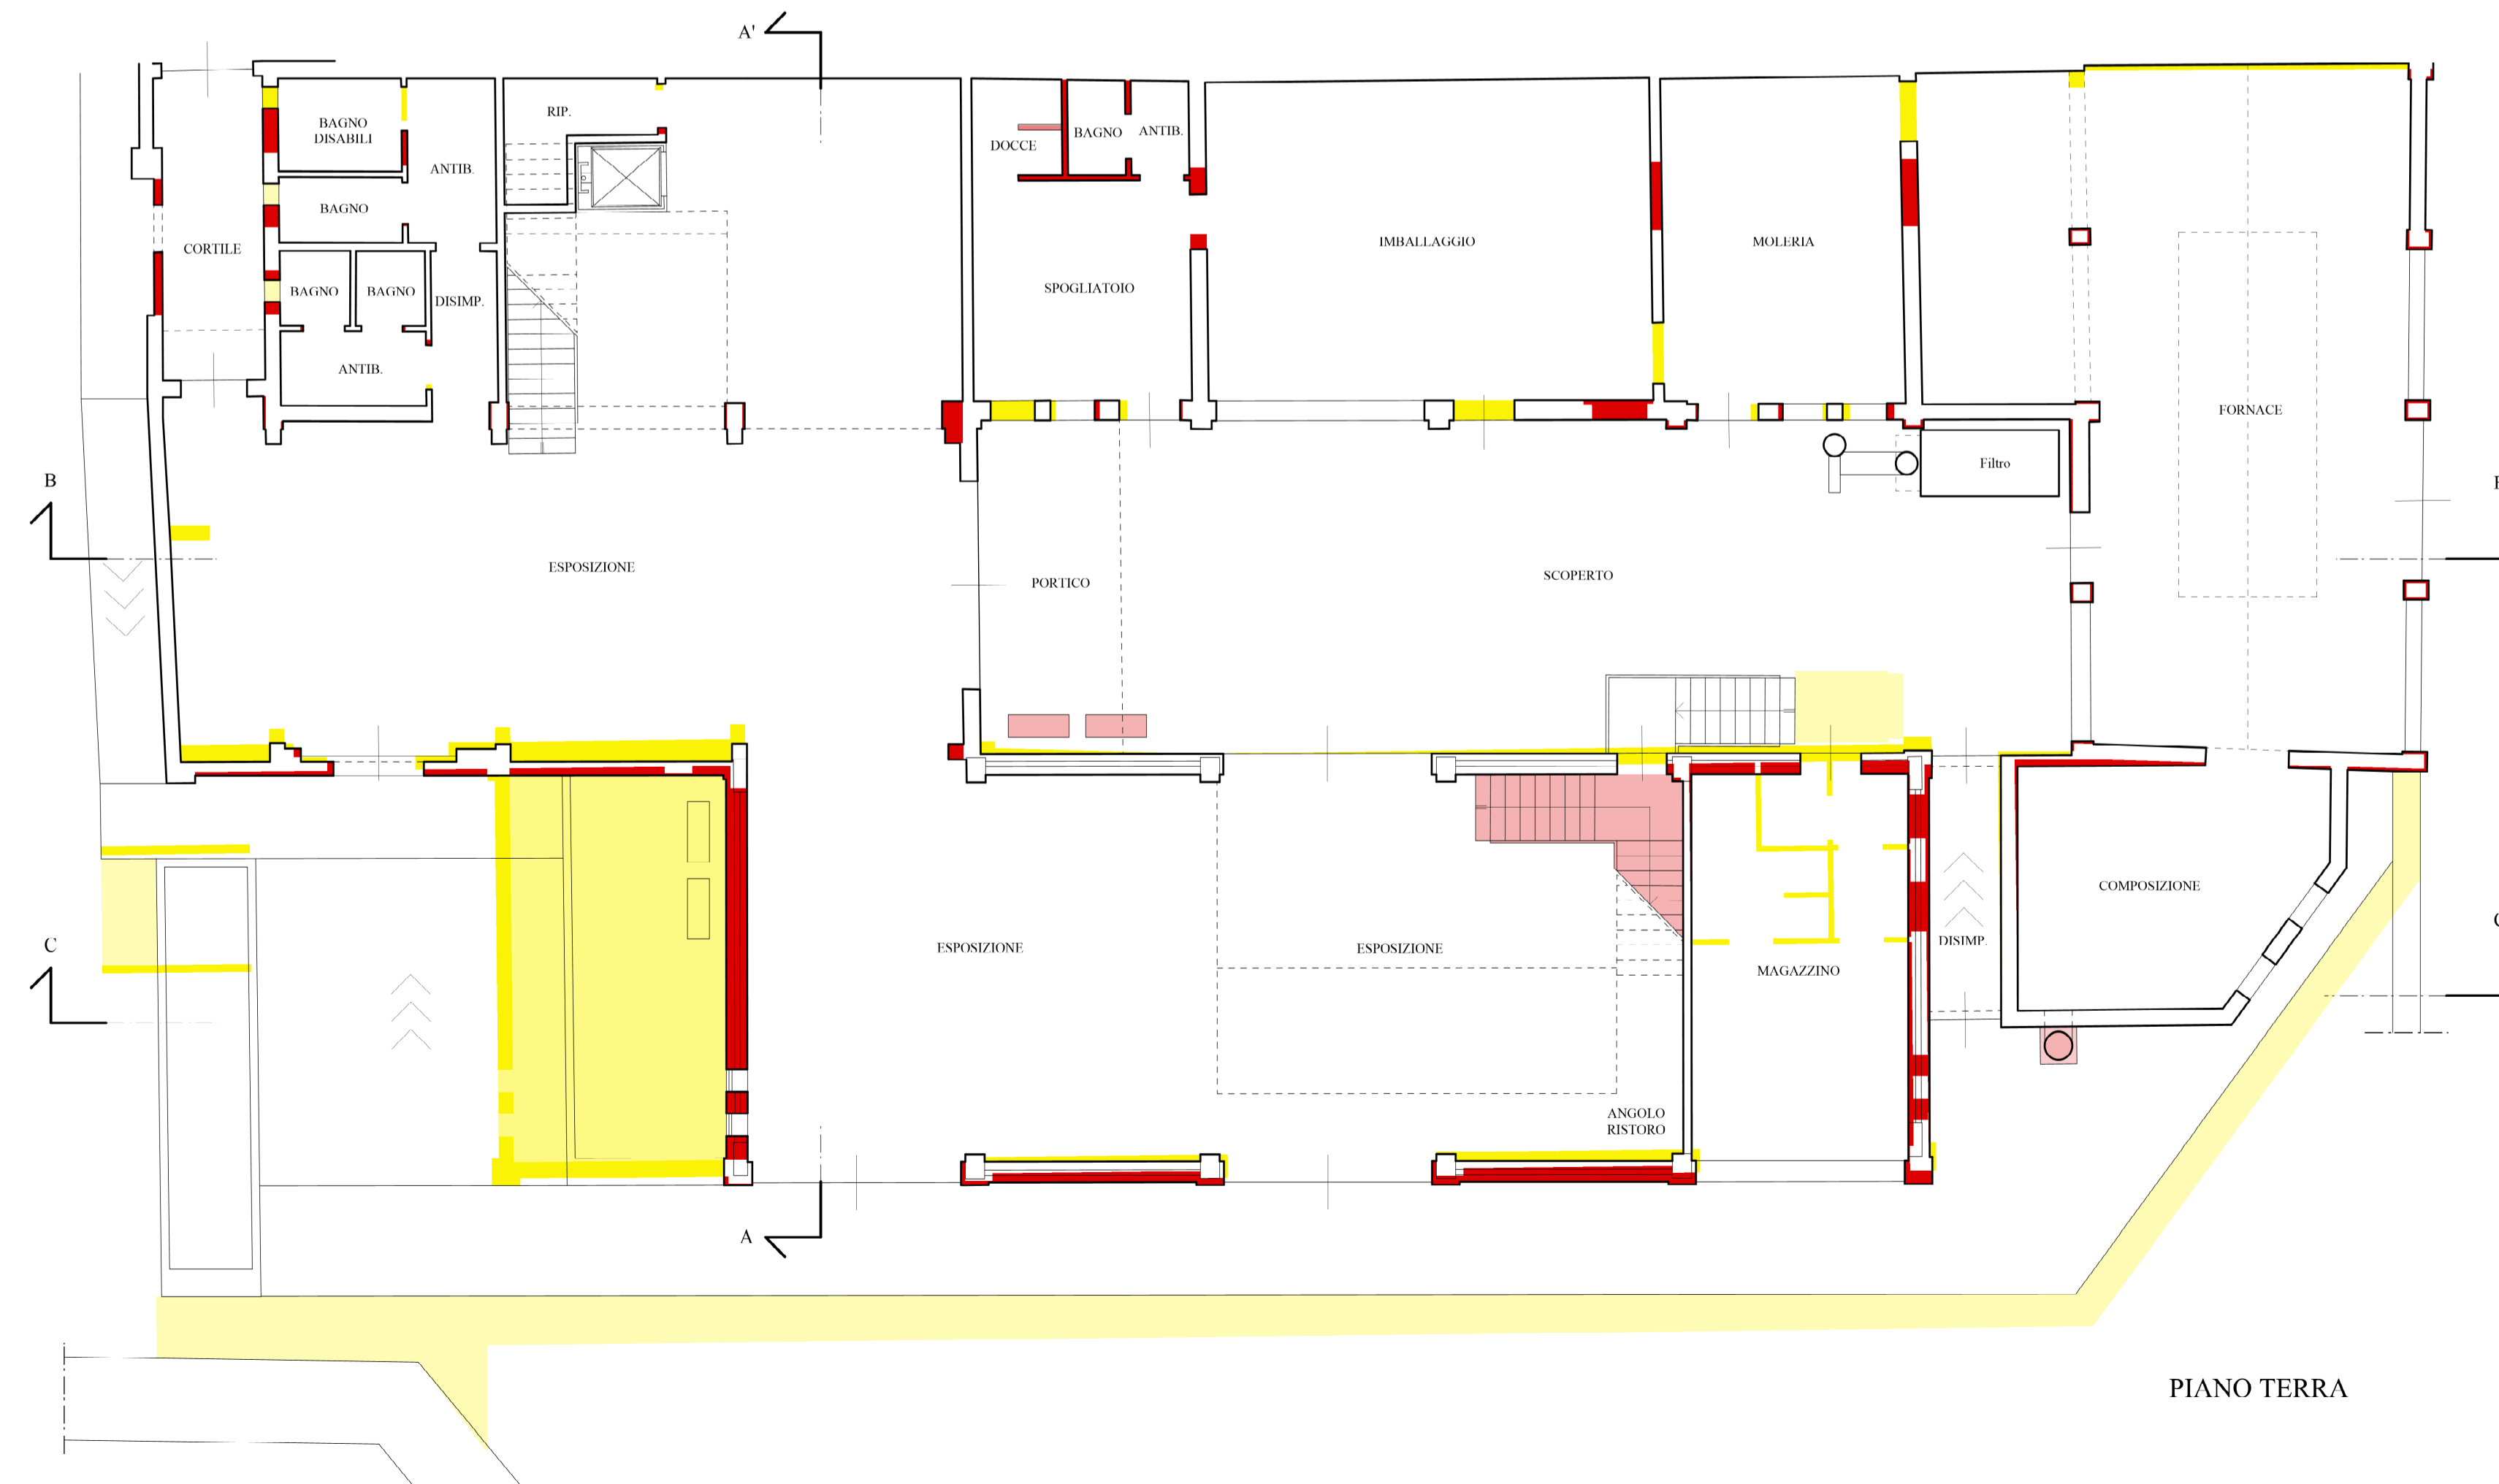 A'
RIP.
BAGNO
DISABILI
BAGNO
ANTIB.
DOCCE
ANTIB.
BAGNO
CORTILE
IMBALLAGGIO
MOLERIA
SPOGLIATOIO
BAGNO
BAGNO
DISIMP.
ANTIB.
FORNACE
Filtro
B
ESPOSIZIONE
PORTICO
SCOPERTO
COMPOSIZIONE
C
ESPOSIZIONE
ESPOSIZIONE
DISIMP.
MAGAZZINO
ANGOLO
RISTORO
A
PIANO TERRA